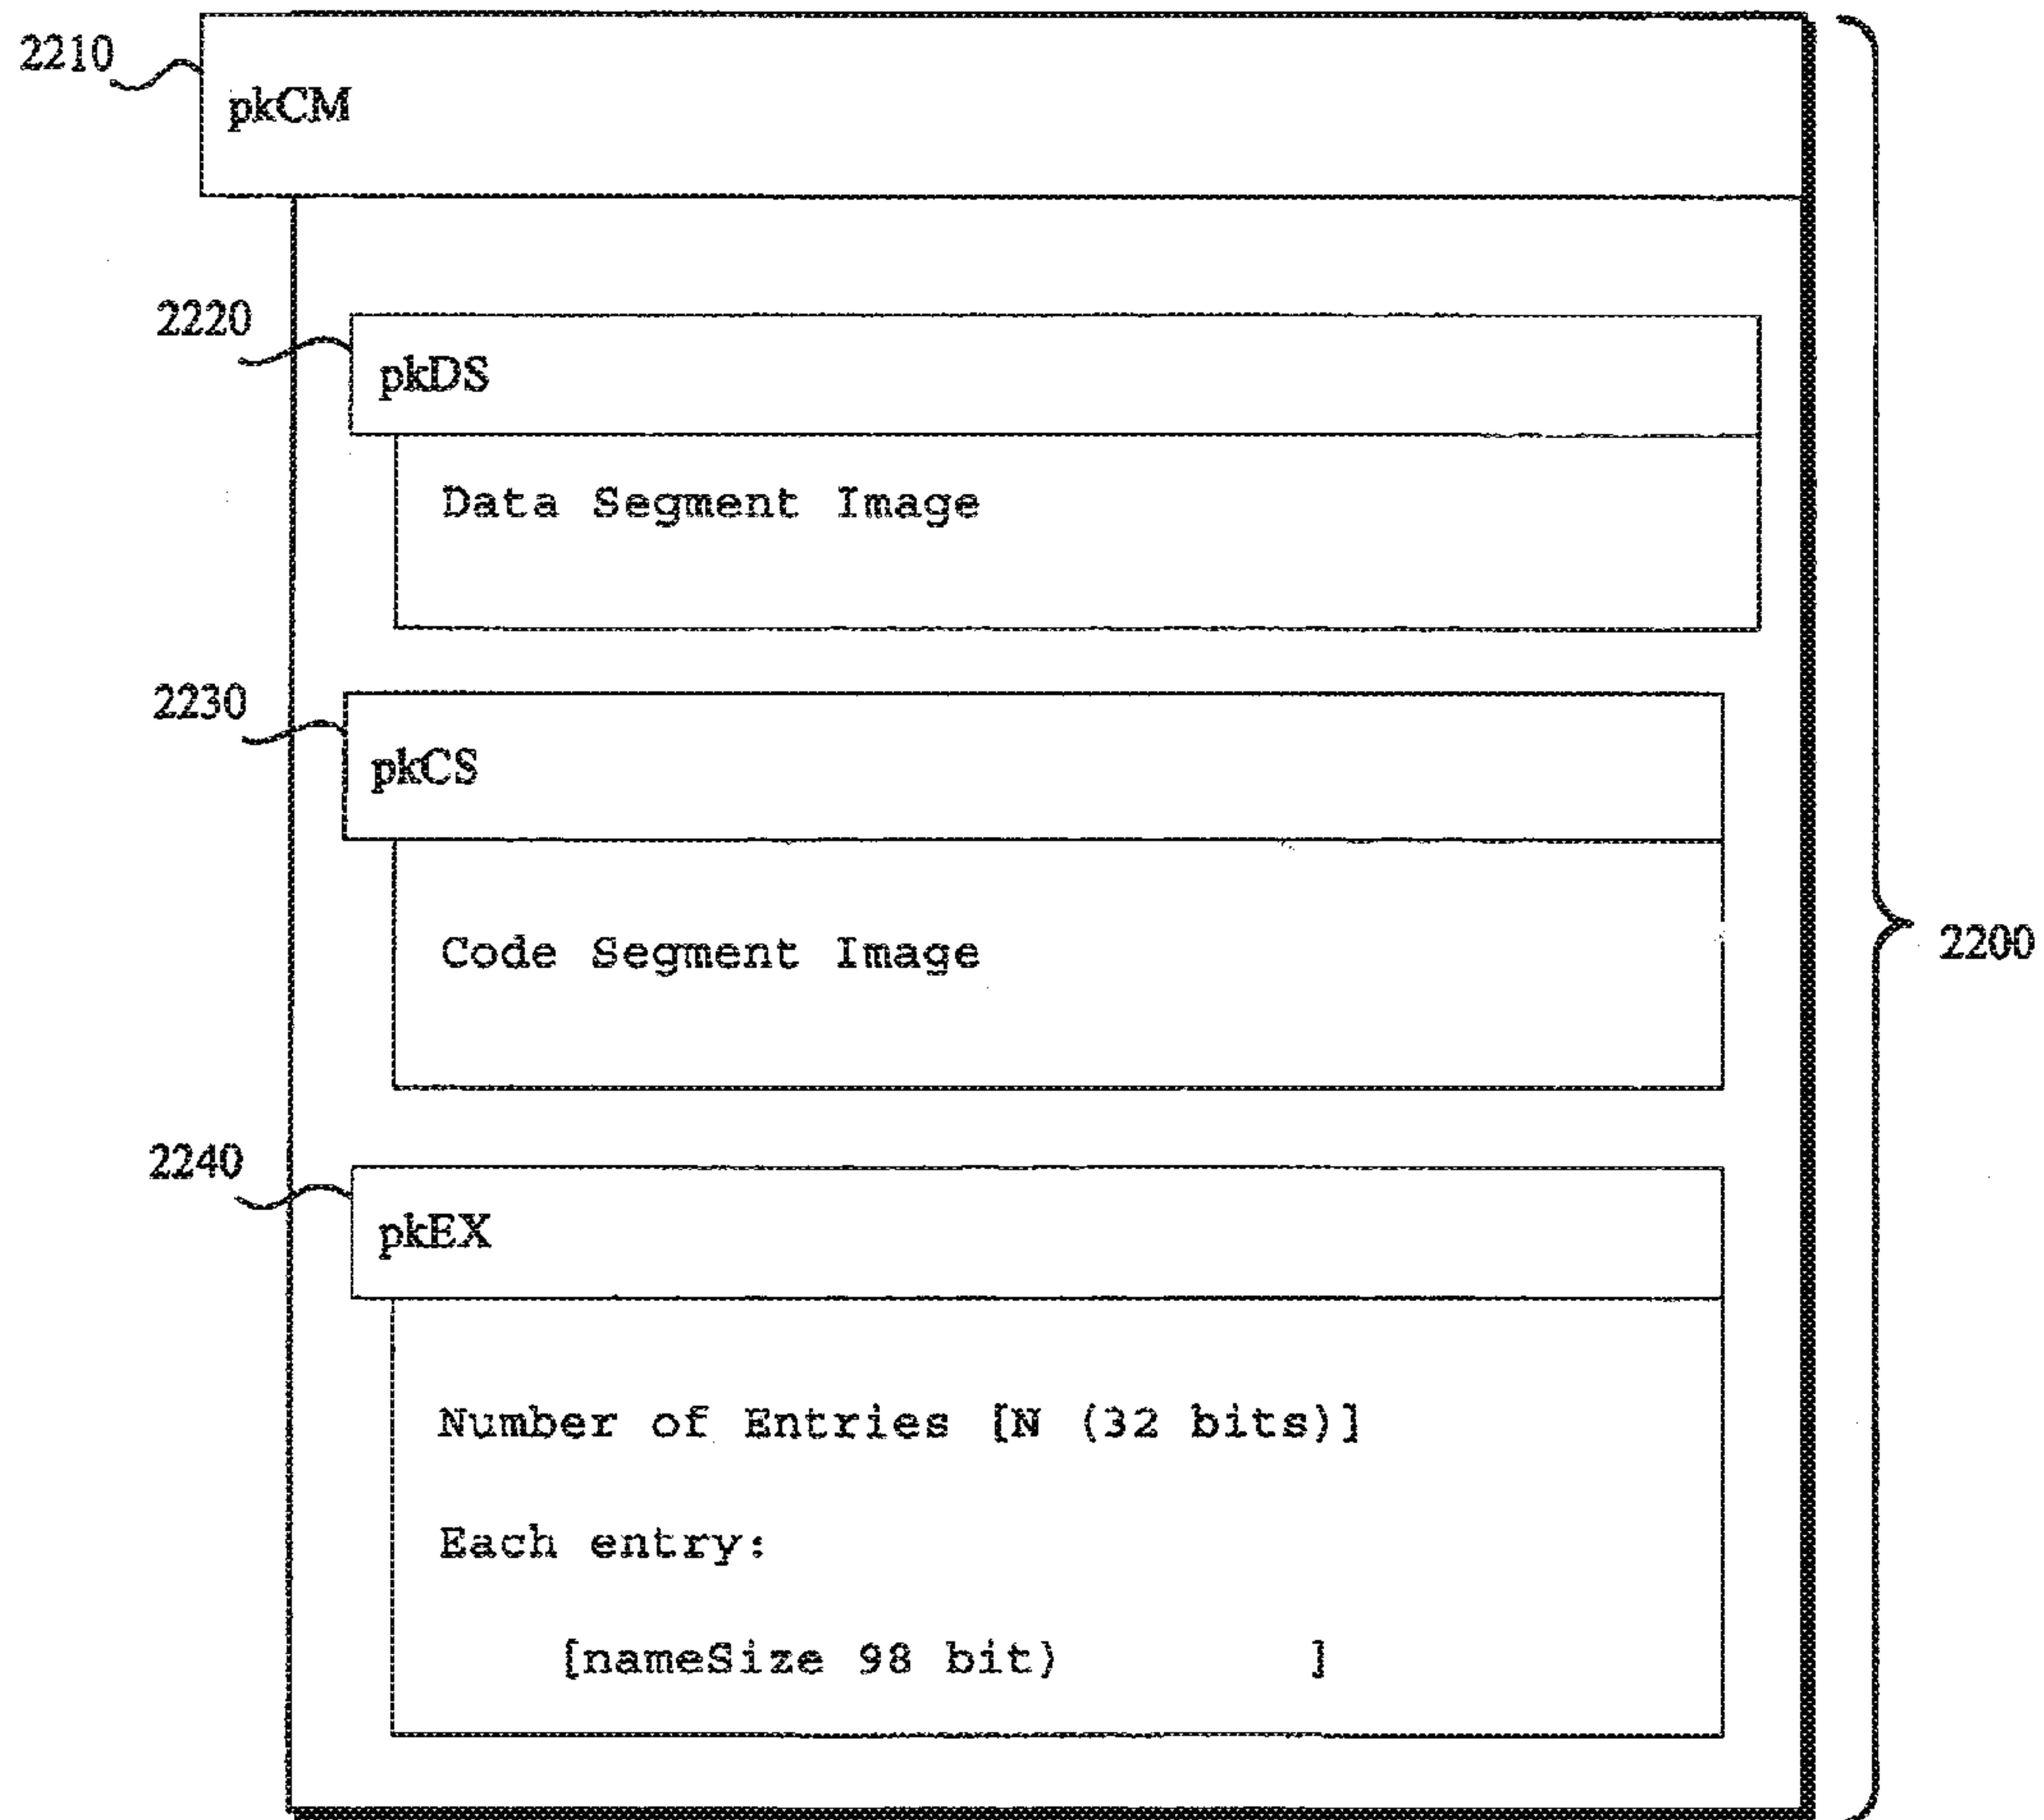 2210
pkCM
2220
pkDS
Data Segment Image
2230
pkCS
Code Segment Image
2200
2240
pkEX
Number of Entries [N (32 bits)]
Each entry:
[nameSize 98 bit) ]